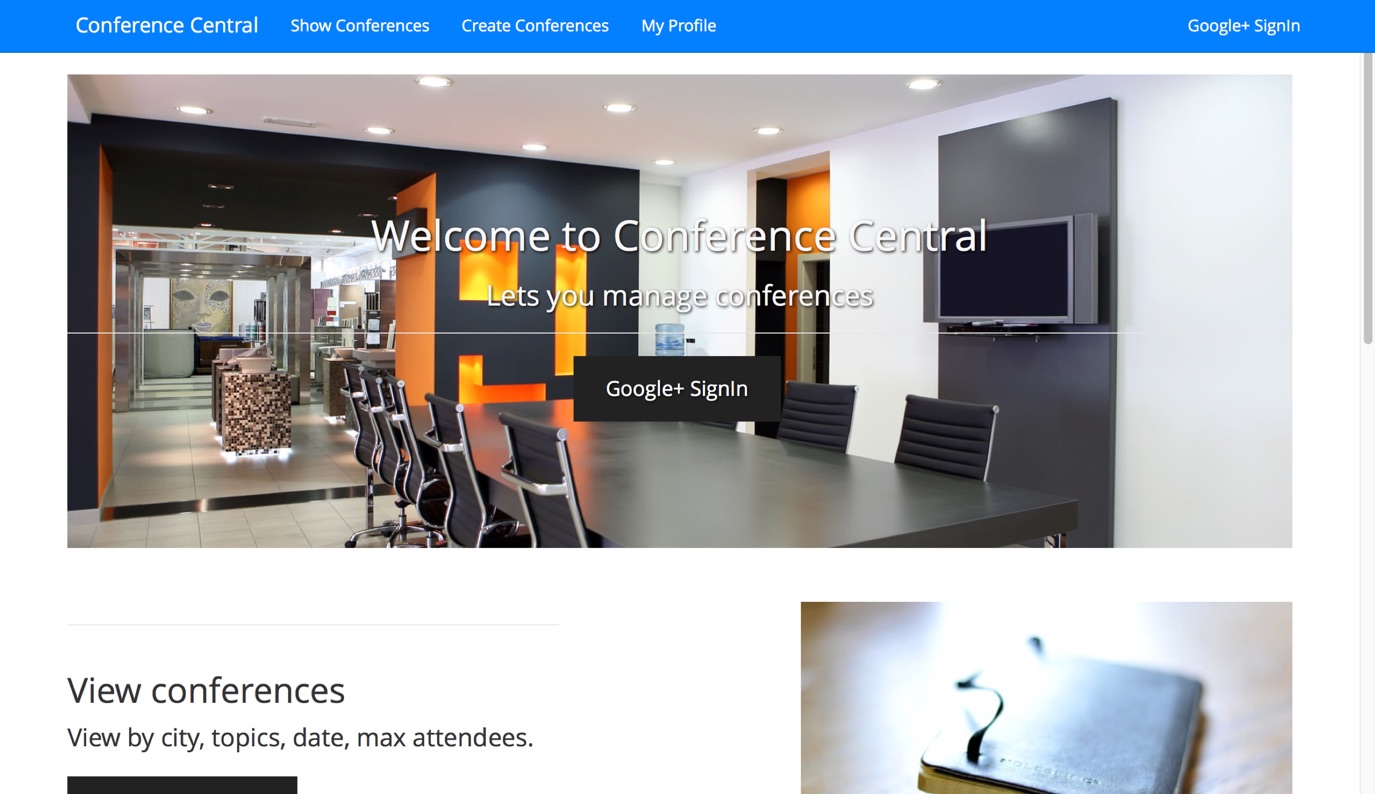 Conference Central Show Conferences Create Conferences My Profile Google+ SignIn
Welcome to Conference Central
Lets you manage conferences
Google+ SignIn
View conferences
View by city, topics, date, max attendees.